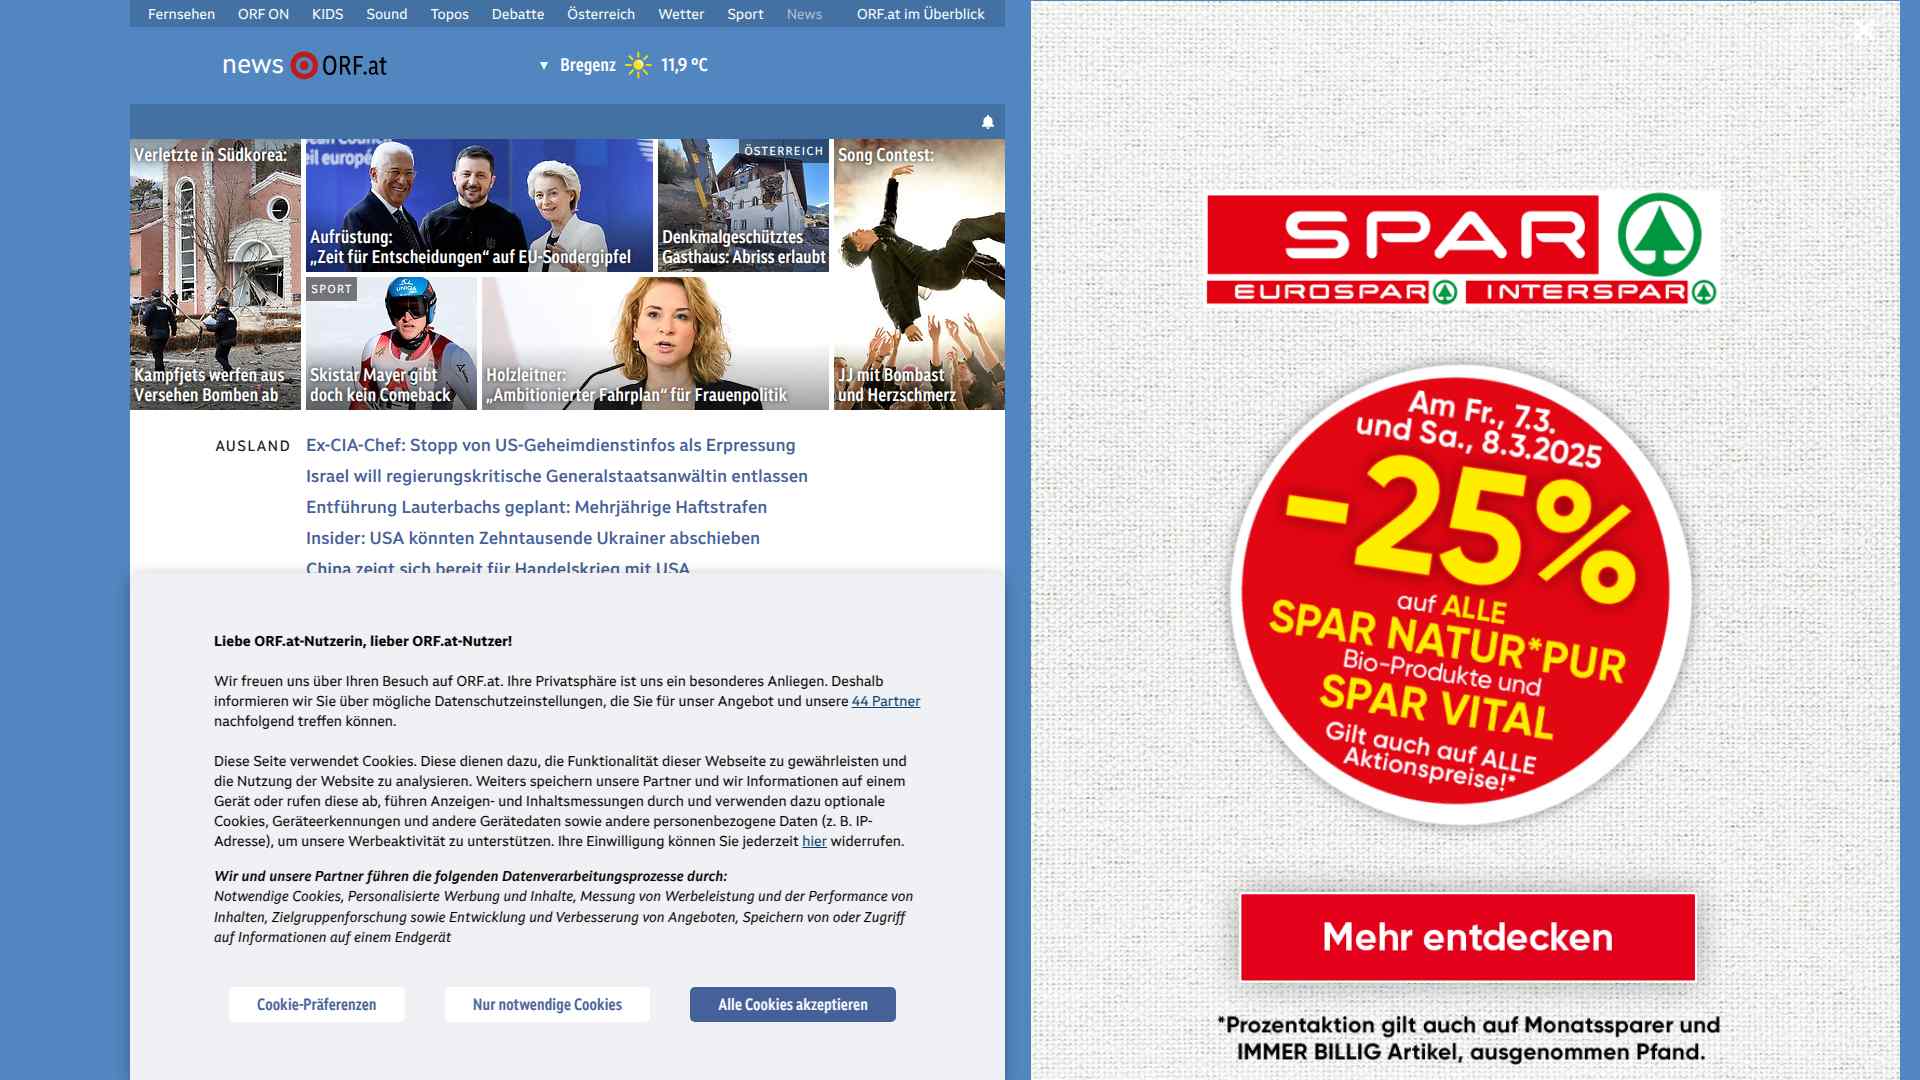 Fernsehen ORF ON KIDS Sound Topos Debatte Österreich Wetter Sport News ORF.at im Überblick
news ORF.at
Bregenz 11,9 °C
Verletzte in Südkorea:
Kampfjets werfen aus
Versehen Bomben ab
Aufrüstung:
„Zeit für Entscheidungen“ auf EU-Sondergipfel
ÖSTERREICH
Denkmalgeschütztes
Gasthaus: Abriss erlaubt
Song Contest:
JJ mit Bombast
und Herzschmerz
SPORT
Skistar Mayer gibt
doch kein Comeback
Holzleitner:
„Ambitionierter Fahrplan“ für Frauenpolitik
AUSLAND
Ex-CIA-Chef: Stopp von US-Geheimdienstinfos als Erpressung
Israel will regierungskritische Generalstaatsanwältin entlassen
Entführung Lauterbachs geplant: Mehrjährige Haftstrafen
Insider: USA könnten Zehntausende Ukrainer abschieben
China zeigt sich bereit für Handelskrieg mit USA
Liebe ORF.at-Nutzerin, lieber ORF.at-Nutzer!
Wir freuen uns über Ihren Besuch auf ORF.at. Ihre Privatsphäre ist uns ein besonderes Anliegen. Deshalb
informieren wir Sie über mögliche Datenschutzeinstellungen, die Sie für unser Angebot und unsere 44 Partner
nachfolgend treffen können.
Diese Seite verwendet Cookies. Diese dienen dazu, die Funktionalität dieser Webseite zu gewährleisten und
die Nutzung der Website zu analysieren. Weiters speichern unsere Partner und wir Informationen auf einem
Gerät oder rufen diese ab, führen Anzeigen- und Inhaltsmessungen durch und verwenden dazu optionale
Cookies, Geräteerkennungen und andere Gerätedaten sowie andere personenbezogene Daten (z. B. IP-
Adresse), um unsere Werbeaktivität zu unterstützen. Ihre Einwilligung können Sie jederzeit hier widerrufen.
Wir und unsere Partner führen die folgenden Datenverarbeitungsprozesse durch:
Notwendige Cookies, Personalisierte Werbung und Inhalte, Messung von Werbeleistung und der Performance von
Inhalten, Zielgruppenforschung sowie Entwicklung und Verbesserung von Angeboten, Speichern von oder Zugriff
auf Informationen auf einem Endgerät
Cookie-Präferenzen
Nur notwendige Cookies
Alle Cookies akzeptieren
SPAR
EUROSPAR INTERSPAR
Am Fr., 7.3.
und Sa., 8.3.2025
-25%
auf ALLE
SPAR NATUR*PUR
Bio-Produkte und
SPAR VITAL
Gilt auch auf ALLE
Aktionspreise!*
Mehr entdecken
*Prozentaktion gilt auch auf Monatssparer und
IMMER BILLIG Artikel, ausgenommen Pfand.